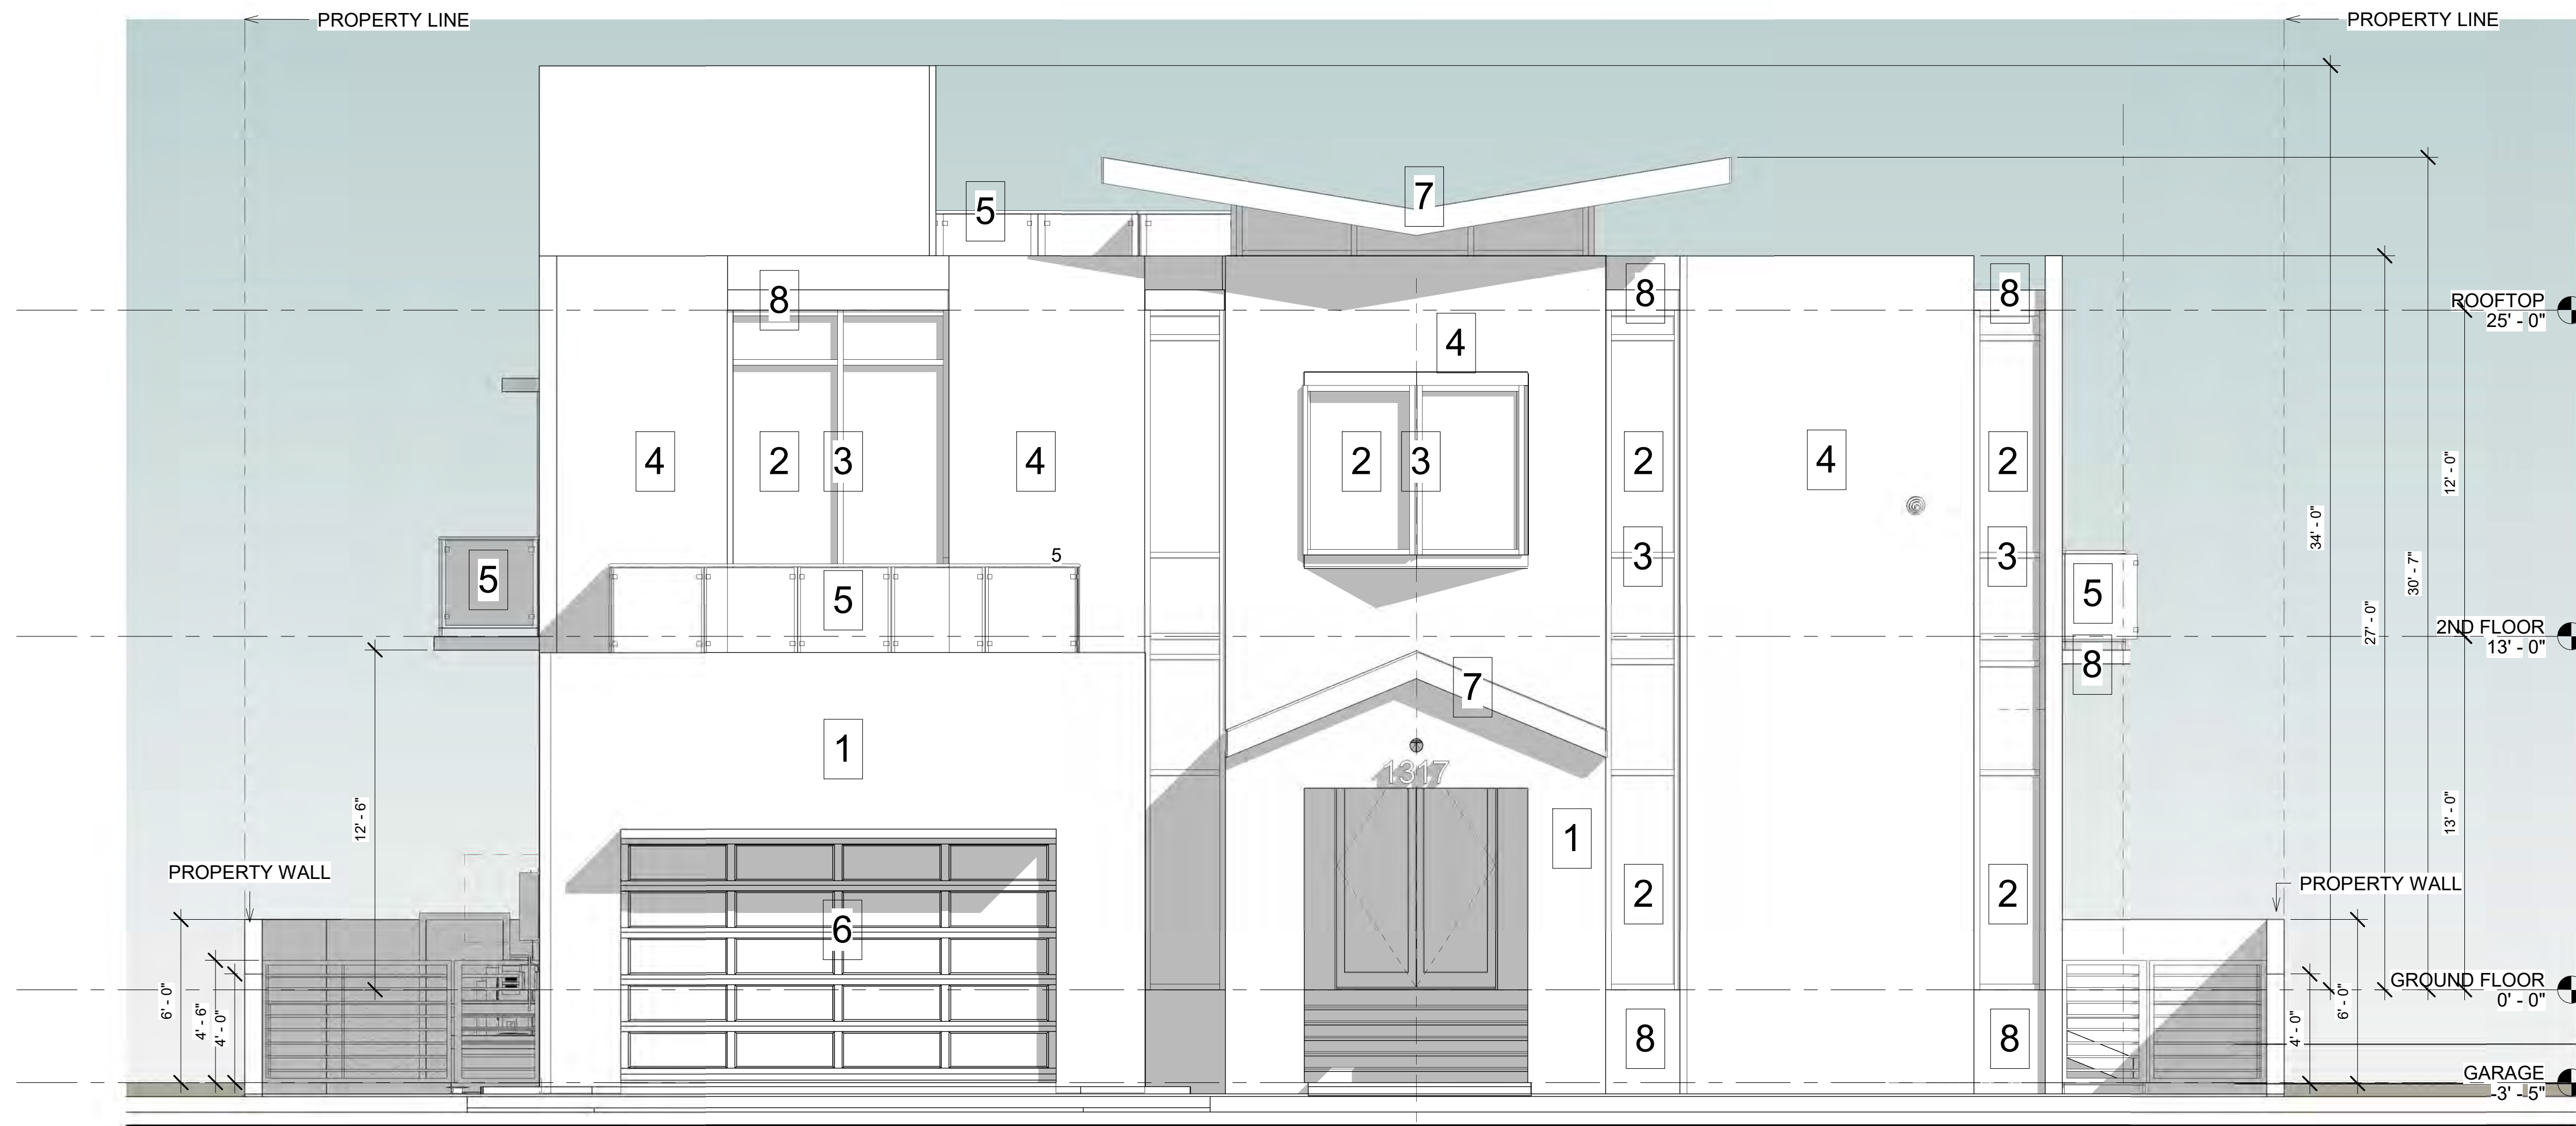 PROPERTY LINE
PROPERTY LINE
7
5
8
8
8
ROOFTOP
25' - 0"
4
4
2
3
4
2
3
2
4
2
12' - 0"
34' - 0"
30' - 7"
27' - 0"
5
3
3
5
5
5
2ND FLOOR
13' - 0"
8
7
1
1317
12' - 6"
13' - 0"
1
PROPERTY WALL
PROPERTY WALL
6
2
2
GROUND FLOOR
0' - 0"
6' - 0"
4' - 6"
4' - 0"
8
8
4' - 0"
6' - 0"
GARAGE
-3' - 5"